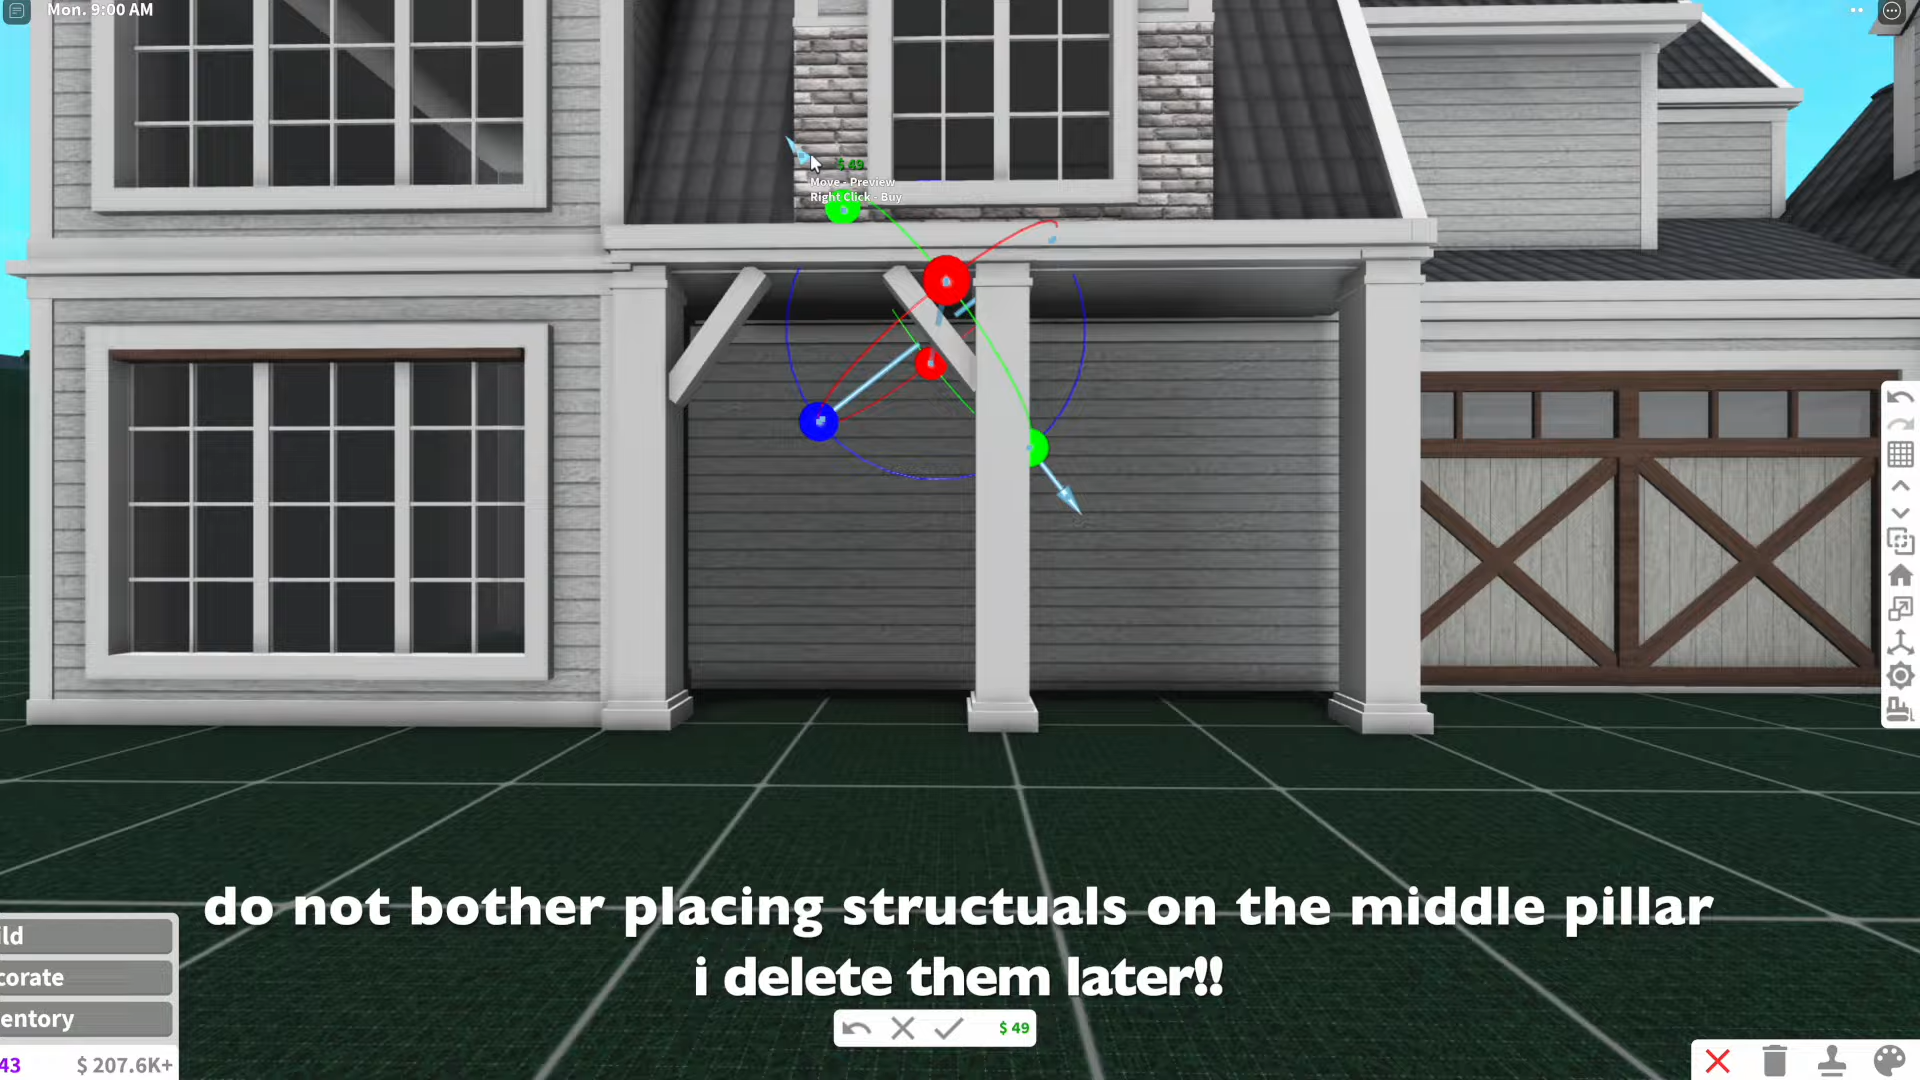 Mon. 9:00 AM
$ 49
Move - Preview
Right Click - Buy
do not bother placing structuals on the middle pillar
i delete them later!!
ild
corate
entory
$ 49
43 $ 207.6K+